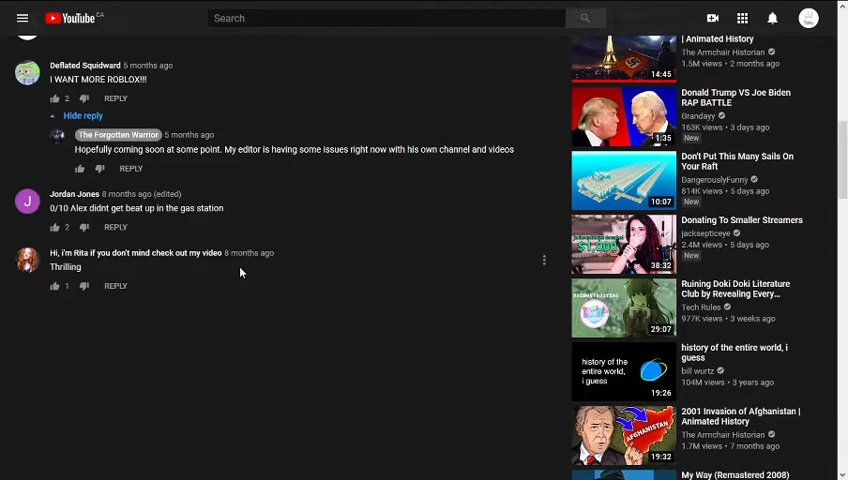 YouTube CA
Search
Deflated Squidward 5 months ago
I WANT MORE ROBLOX!!!
2 REPLY
Hide reply
The Forgotten Warrior 5 months ago
Hopefully coming soon at some point. My editor is having some issues right now with his own channel and videos
REPLY
J
Jordan Jones 8 months ago (edited)
0/10 Alex didnt get beat up in the gas station
2 REPLY
Hi, i'm Rita if you don't mind check out my video 8 months ago
Thrilling
1 REPLY
| Animated History
The Armchair Historian
1.5M views • 2 months ago
14:45
Donald Trump VS Joe Biden
RAP BATTLE
Grandayy
163K views • 3 days ago
New
1:35
Don't Put This Many Sails On
Your Raft
DangerouslyFunny
814K views • 5 days ago
New
10:07
Donating To Smaller Streamers
jacksepticeye
2.4M views • 5 days ago
New
38:32
Ruining Doki Doki Literature
Club by Revealing Every...
Tech Rules
977K views • 3 weeks ago
29:07
history of the entire world, i
guess
bill wurtz
104M views • 3 years ago
history of the
entire world,
i guess
19:26
2001 Invasion of Afghanistan |
Animated History
The Armchair Historian
1.7M views • 7 months ago
AFGHANISTAN
19:32
My Way (Remastered 2008)